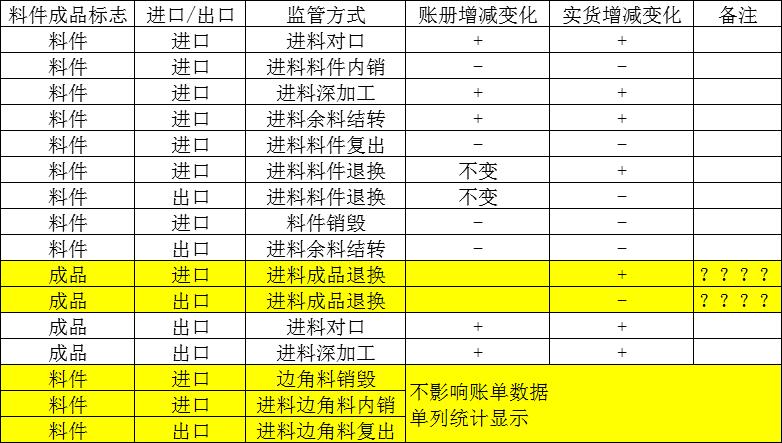 料件成品标志 进口/出口 监管方式 账册增减变化 实货增减变化 备注
料件 进口 进料对口 + +
料件 进口 进料料件内销 - -
料件 进口 进料深加工 + +
料件 进口 进料余料结转 + +
料件 进口 进料料件复出 - -
料件 进口 进料料件退换 不变 +
料件 出口 进料料件退换 不变 -
料件 进口 料件销毁 - -
料件 出口 进料余料结转 - -
成品 进口 进料成品退换 + ????
成品 出口 进料成品退换 - ????
成品 出口 进料对口 + +
成品 出口 进料深加工 + +
料件 进口 边角料销毁
料件 进口 进料边角料内销
料件 出口 进料边角料复出
不影响账单数据
单列统计显示